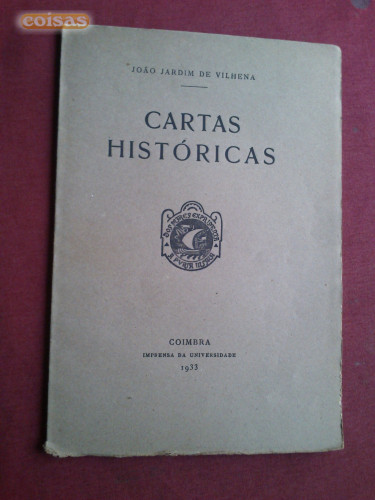 coisas
JOÃO JARDIM DE VILHENA
CARTAS
HISTÓRICAS
COIMBRA
IMPRENSA DA UNIVERSIDADE
1933